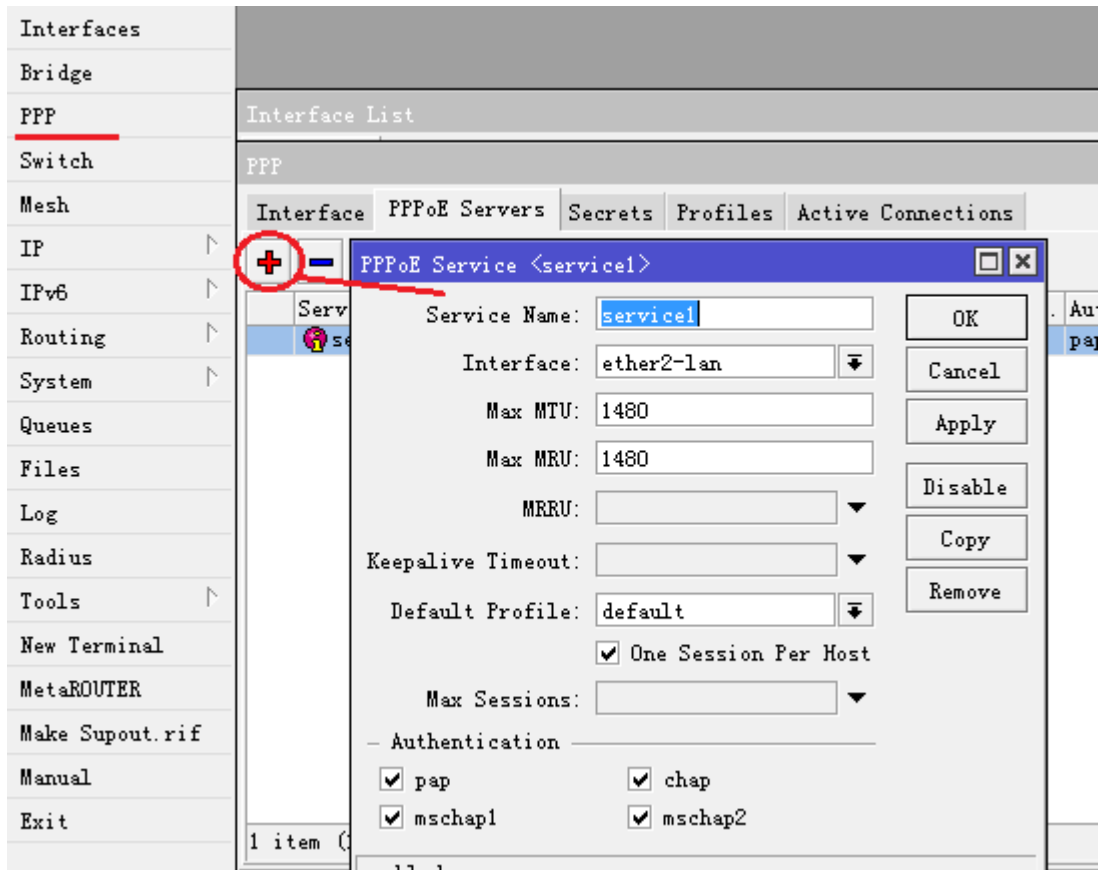 Interfaces
Bridge
PPP
Switch
Mesh
IP
IPv6
Routing
System
Queues
Files
Log
Radius
Tools
New Terminal
MetaROUTER
Make Supout.rif
Manual
Exit
Interface List
PPP
Interface PPPoE Servers Secrets Profiles Active Connections
PPPoE Service <service1>
Service Name: service1
Interface: ether2-lan
Max MTU: 1480
Max MRU: 1480
MRRU:
Keepalive Timeout:
Default Profile: default
One Session Per Host
Max Sessions:
Authentication
pap chap
mschap1 mschap2
OK
Cancel
Apply
Disable
Copy
Remove
1 item